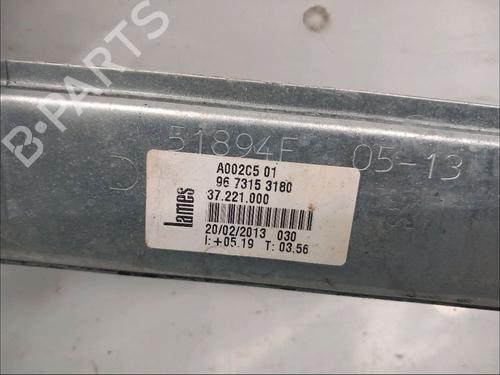 B-PARTS
51894F 05-13
D
A002C5 01
96 7315 3180
37.221.000
lames
20/02/2013 030
I:+05.19 T: 03.56